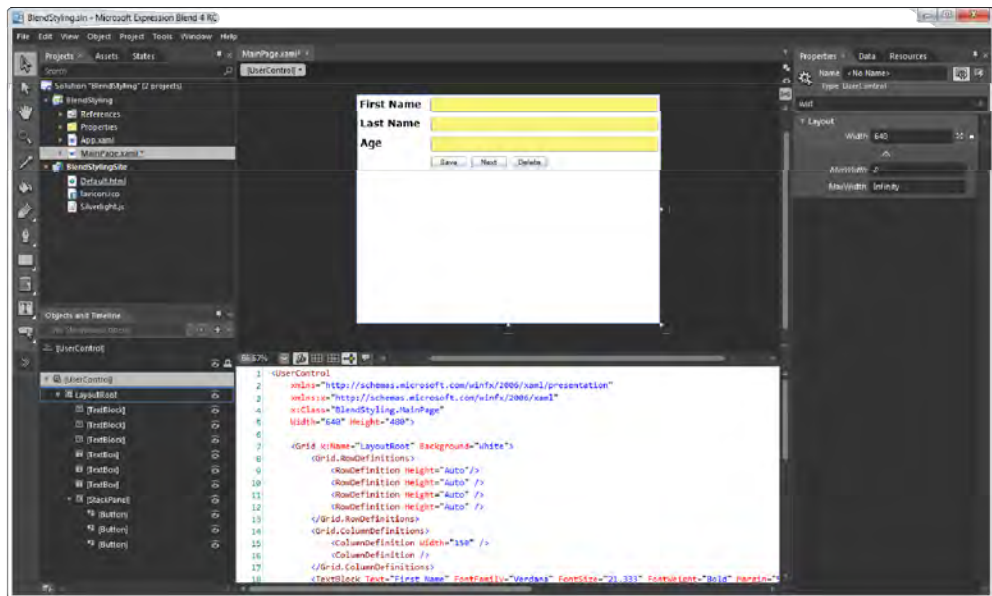 BlendStyling.sln - Microsoft Expression Blend 4 RC
File Edit View Object Project Tools Window Help
Projects Assets States
Search
Solution "BlendStyling" (2 projects)
BlendStyling
References
Properties
App.xaml
MainPage.xaml *
BlendStylingSite
Default.html
favicon.ico
Silverlight.js
Objects and Timeline
[UserControl]
[UserControl]
LayoutRoot
[TextBlock]
[TextBlock]
[TextBlock]
[TextBox]
[TextBox]
[TextBox]
[StackPanel]
[Button]
[Button]
[Button]
MainPage.xaml*
[UserControl]
First Name
Last Name
Age
Save Next Delete
66.67%
1 <UserControl
2 xmlns="http://schemas.microsoft.com/winfx/2006/xaml/presentation"
3 xmlns:x="http://schemas.microsoft.com/winfx/2006/xaml"
4 x:Class="BlendStyling.MainPage"
5 Width="640" Height="480">
6
7 <Grid x:Name="LayoutRoot" Background="White">
8 <Grid.RowDefinitions>
9 <RowDefinition Height="Auto"/>
10 <RowDefinition Height="Auto" />
11 <RowDefinition Height="Auto" />
12 <RowDefinition Height="Auto" />
13 </Grid.RowDefinitions>
14 <Grid.ColumnDefinitions>
15 <ColumnDefinition Width="150" />
16 <ColumnDefinition />
17 </Grid.ColumnDefinitions>
18 <TextBlock Text="First Name" FontFamily="Verdana" FontSize="21.333" FontWeight="Bold" Margin="
Properties Data Resources
Name <No Name>
Type UserControl
wid
Layout
Width 640
MinWidth 0
MaxWidth Infinity